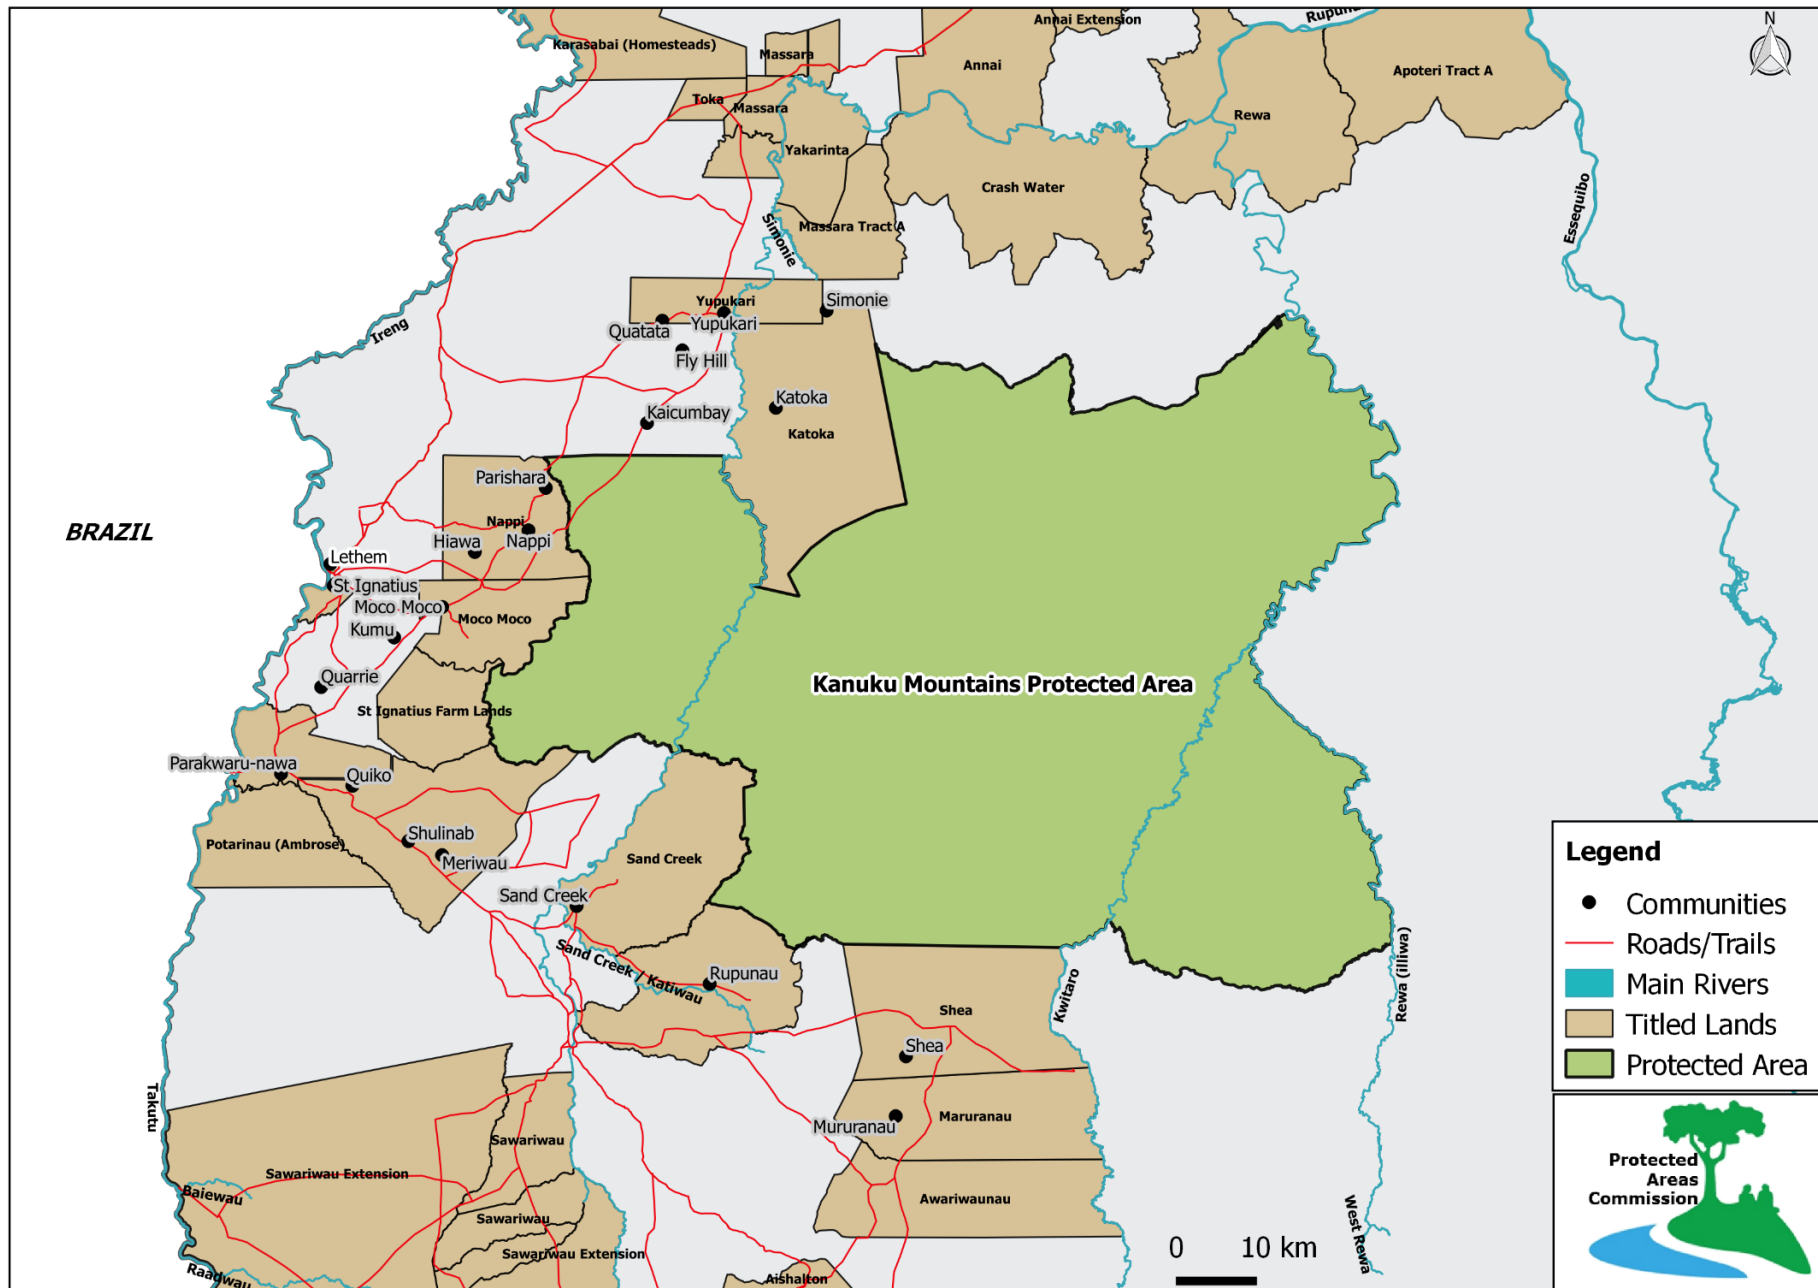 Karasabai (Homesteads)
Massara
Annai Extension
N
Annai
Apoteri Tract A
Toka
Massara
Rewa
Yakarinta
Crash Water
Essequibo
Simonie
Massara Tract A
Yupukari
Simonie
Quatata
Yupukari
Ireng
Fly Hill
Katoka
Kaicumbay
Katoka
Parishara
BRAZIL
Nappi
Hiawa
Nappi
Lethem
St Ignatius
Moco Moco
Moco Moco
Kumu
Quarrie
Kanuku Mountains Protected Area
St Ignatius Farm Lands
Parakwaru-nawa
Quiko
Shulinab
Potarinau (Ambrose)
Meriwau
Sand Creek
Sand Creek
Sand Creek / Katiwau
Rupunau
Kwitaro
Rewa (illiwa)
Shea
Shea
Takutu
Mururanau
Maruranau
Sawariwau
Sawariwau Extension
Baiewau
Awariwaunau
Sawariwau
West Rewa
Sawariwau Extension
Raadwau
Aishalton
0 10 km
Legend
Communities
Roads/Trails
Main Rivers
Titled Lands
Protected Area
Protected
Areas
Commission